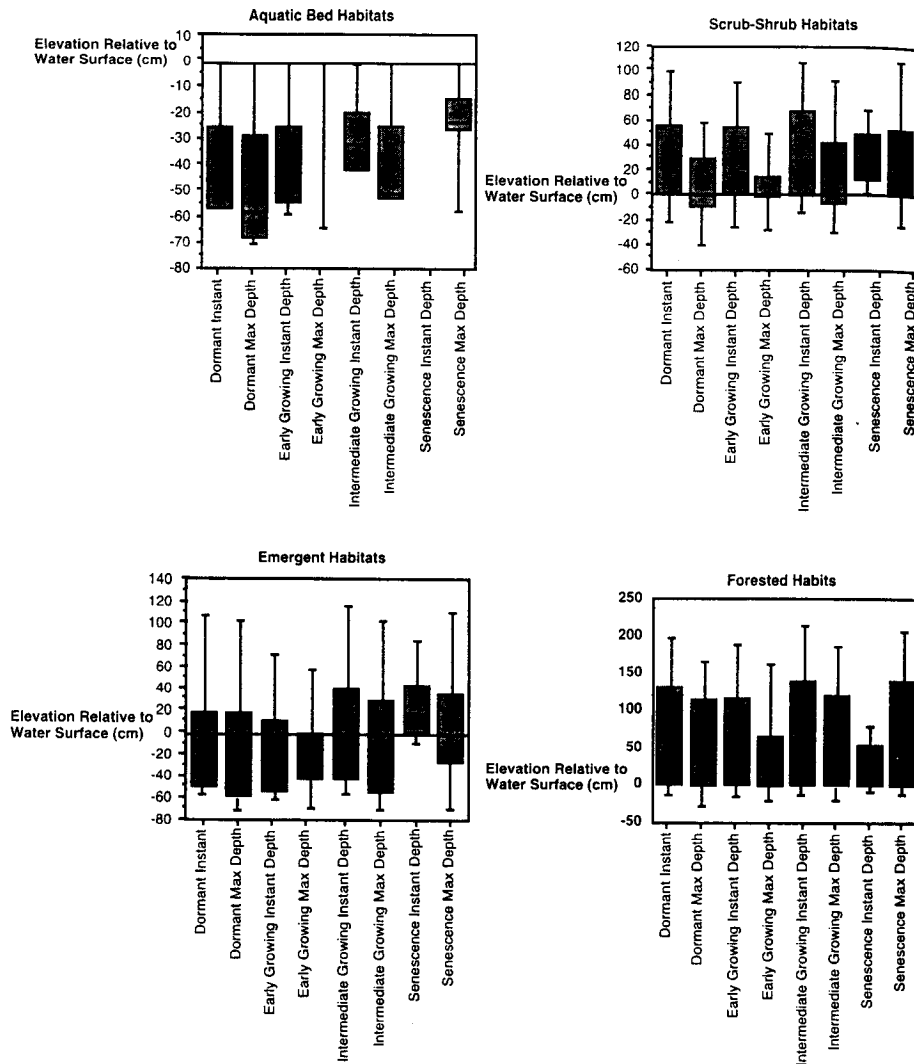 Aquatic Bed Habitats
Elevation Relative to
Water Surface (cm)
10
0
-10
-20
-30
-40
-50
-60
-70
-80
Dormant Instant
Dormant Max Depth
Early Growing Instant Depth
Early Growing Max Depth
Intermediate Growing Instant Depth
Intermediate Growing Max Depth
Senescence Instant Depth
Senescence Max Depth
Scrub-Shrub Habitats
Elevation Relative to
Water Surface (cm)
120
100
80
60
40
20
0
-20
-40
-60
Dormant Instant
Dormant Max Depth
Early Growing Instant Depth
Early Growing Max Depth
Intermediate Growing Instant Depth
Intermediate Growing Max Depth
Senescence Instant Depth
Senescence Max Depth
Emergent Habitats
Elevation Relative to
Water Surface (cm)
140
120
100
80
60
40
20
0
-20
-40
-60
-80
Dormant Instant
Dormant Max Depth
Early Growing Instant Depth
Early Growing Max Depth
Intermediate Growing Instant Depth
Intermediate Growing Max Depth
Senescence Instant Depth
Senescence Max Depth
Forested Habits
Elevation Relative to
Water Surface (cm)
250
200
150
100
50
0
-50
Dormant Instant
Dormant Max Depth
Early Growing Instant Depth
Early Growing Max Depth
Intermediate Growing Instant Depth
Intermediate Growing Max Depth
Senescence Instant Depth
Senescence Max Depth